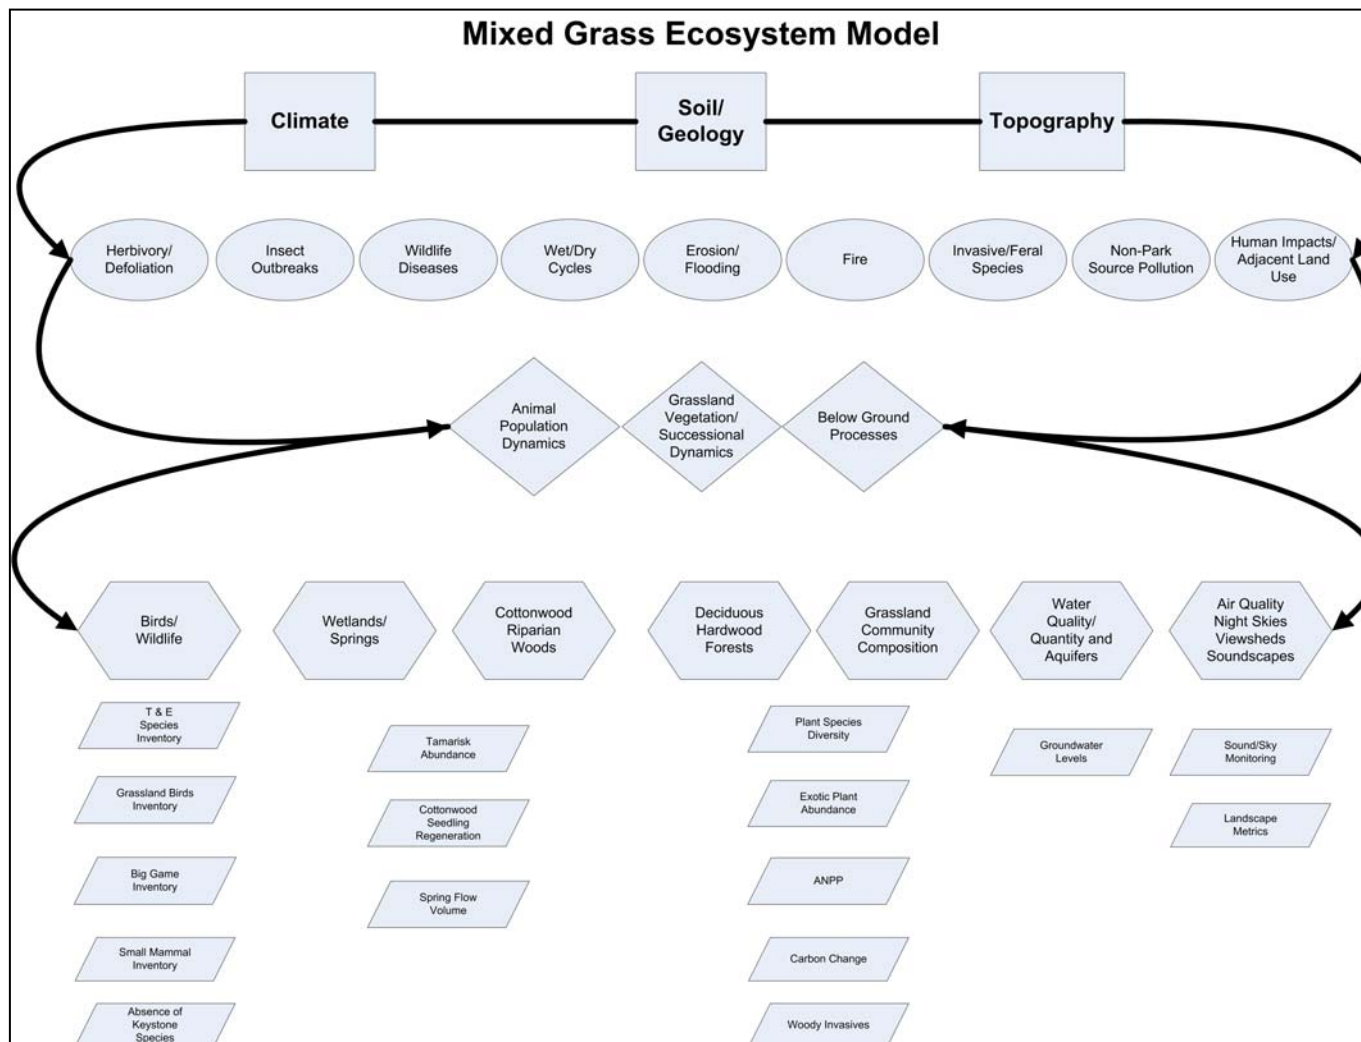 Mixed Grass Ecosystem Model
Climate
Soil/
Geology
Topography
Herbivory/
Defoliation
Insect
Outbreaks
Wildlife
Diseases
Wet/Dry
Cycles
Erosion/
Flooding
Fire
Invasive/Feral
Species
Non-Park
Source Pollution
Human Impacts/
Adjacent Land
Use
Animal
Population
Dynamics
Grassland
Vegetation/
Successional
Dynamics
Below Ground
Processes
Birds/
Wildlife
Wetlands/
Springs
Cottonwood
Riparian
Woods
Deciduous
Hardwood
Forests
Grassland
Community
Composition
Water
Quality/
Quantity and
Aquifers
Air Quality
Night Skies
Viewsheds
Soundscapes
T & E
Species
Inventory
Grassland Birds
Inventory
Big Game
Inventory
Small Mammal
Inventory
Absence of
Keystone
Species
Tamarisk
Abundance
Cottonwood
Seedling
Regeneration
Spring Flow
Volume
Plant Species
Diversity
Exotic Plant
Abundance
ANPP
Carbon Change
Woody Invasives
Groundwater
Levels
Sound/Sky
Monitoring
Landscape
Metrics